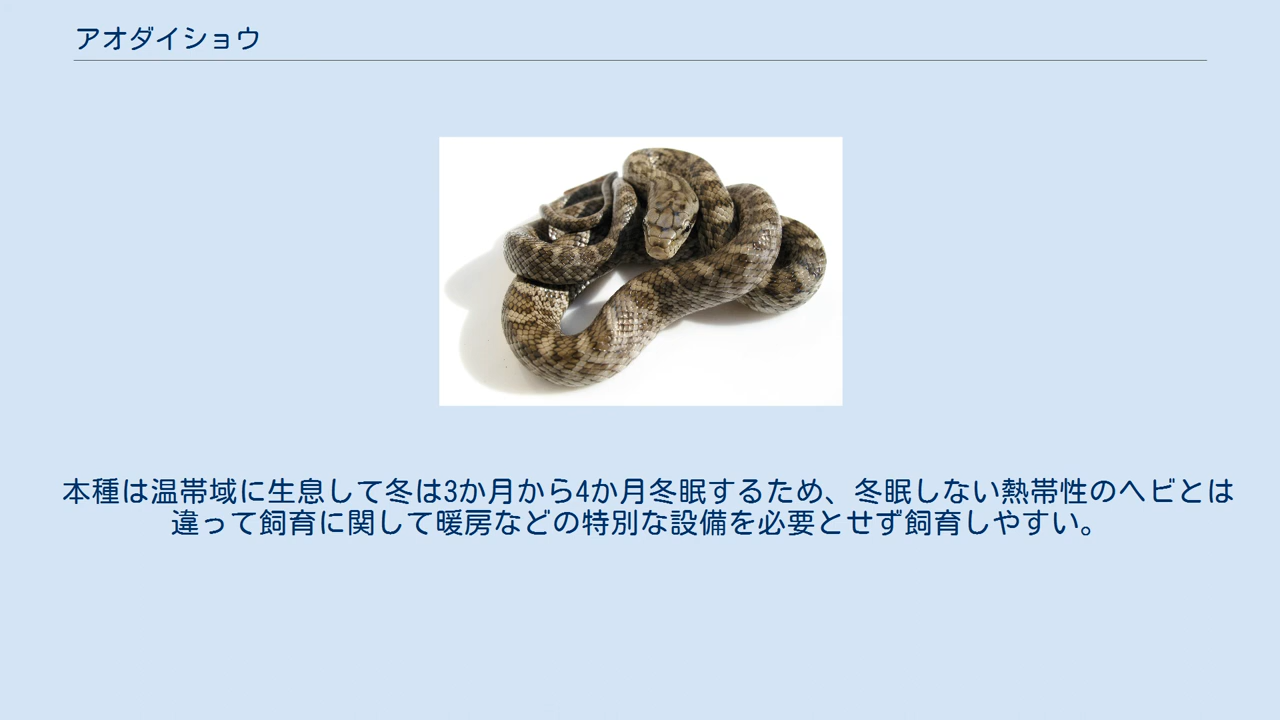 アオダイショウ
本種は温帯域に生息して冬は3か月から4か月冬眠するため、冬眠しない熱帯性のヘビとは
違って飼育に関して暖房などの特別な設備を必要とせず飼育しやすい。